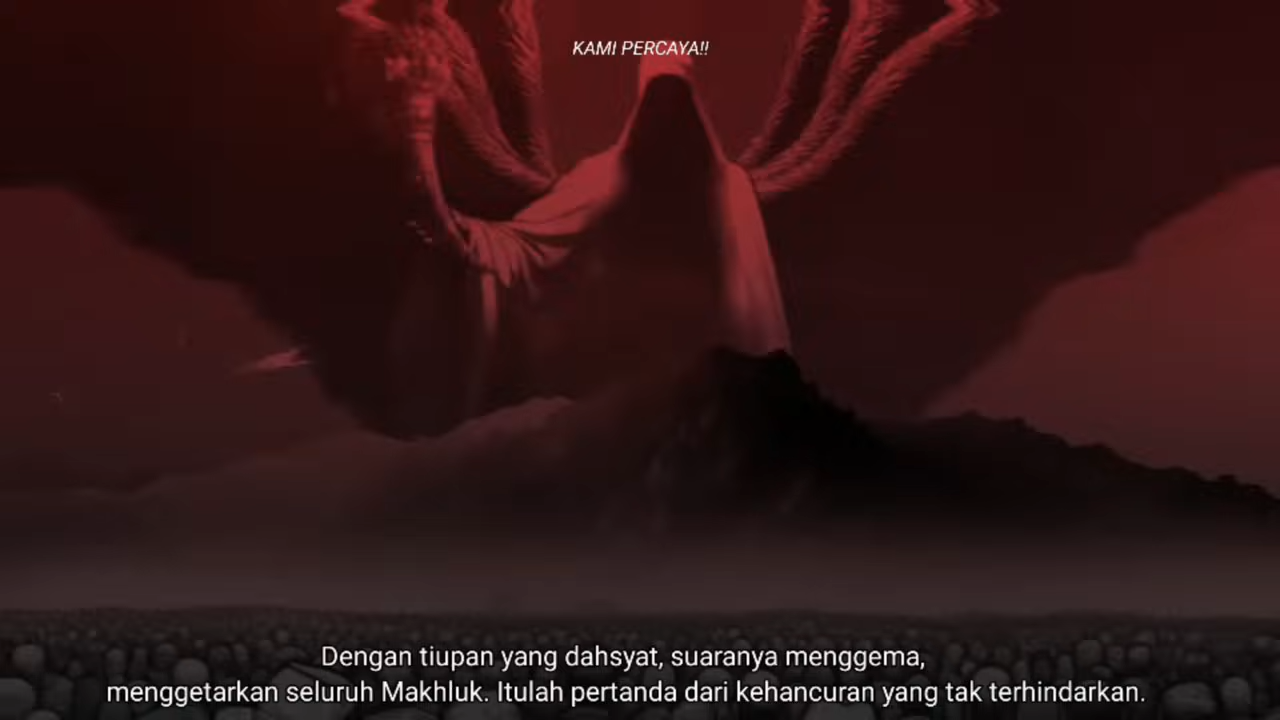 KAMI PERCAYA!!
Dengan tiupan yang dahsyat, suaranya menggema,
menggetarkan seluruh Makhluk. Itulah pertanda dari kehancuran yang tak terhindarkan.